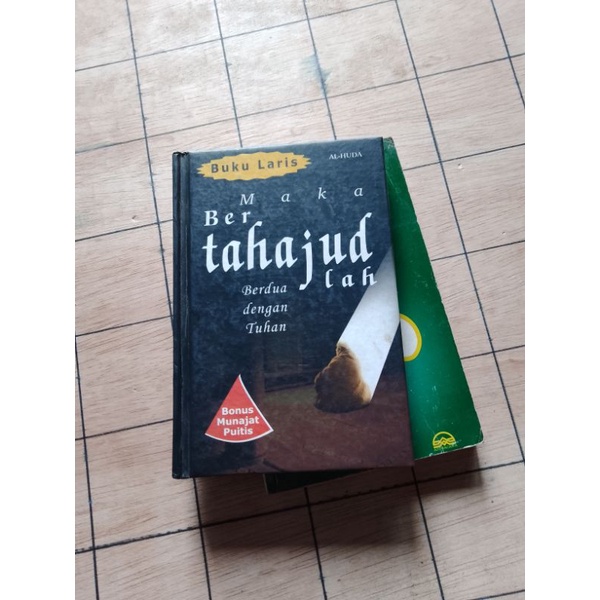 Buku Laris
AL-HUDA
Maka
Ber
tahajud
lah
Berdua
dengan
Tuhan
Bonus
Munajat
Puitis